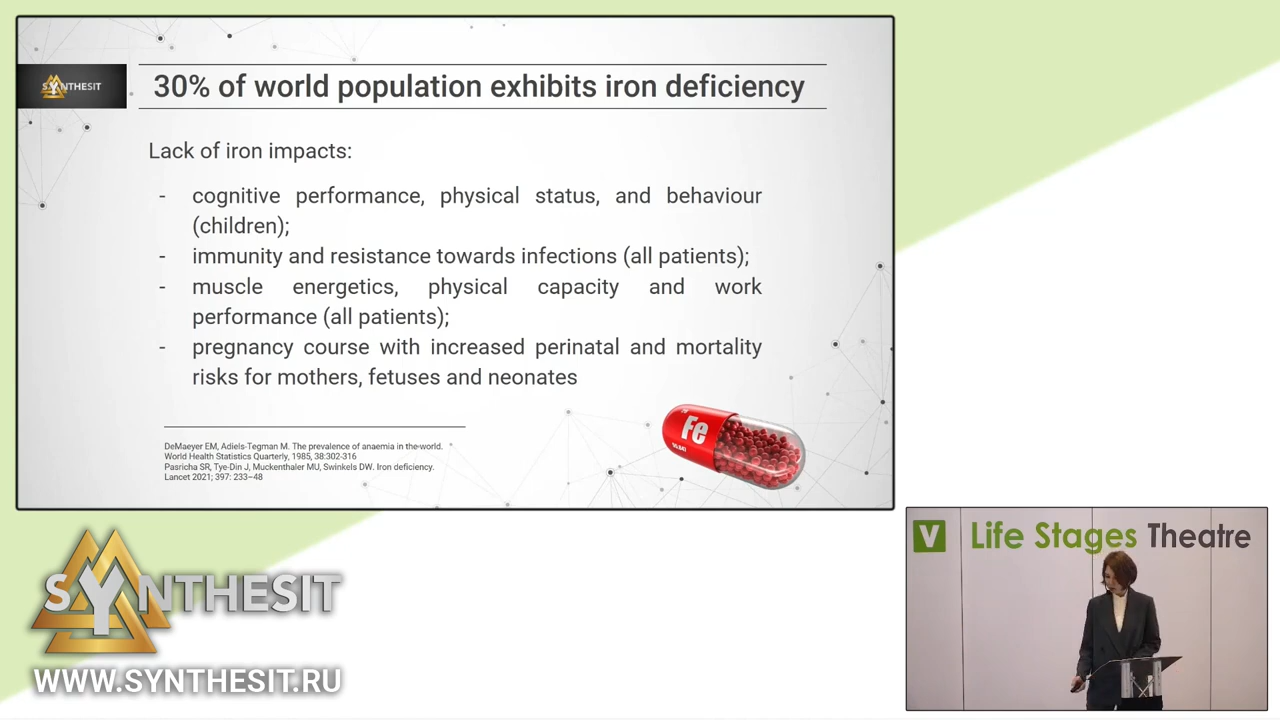 SYNTHESIT
30% of world population exhibits iron deficiency
Lack of iron impacts:
- cognitive performance, physical status, and behaviour
(children);
- immunity and resistance towards infections (all patients);
- muscle energetics, physical capacity and work
performance (all patients);
- pregnancy course with increased perinatal and mortality
risks for mothers, fetuses and neonates
Fe
DeMaeyer EM, Adiels-Tegman M. The prevalence of anaemia in the world.
World Health Statistics Quarterly, 1985, 38:302-316
Pasricha SR, Tye-Din J, Muckenthaler MU, Swinkels DW. Iron deficiency.
Lancet 2021; 397: 233–48
SYNTHESIT
WWW.SYNTHESIT.RU
V Life Stages Theatre